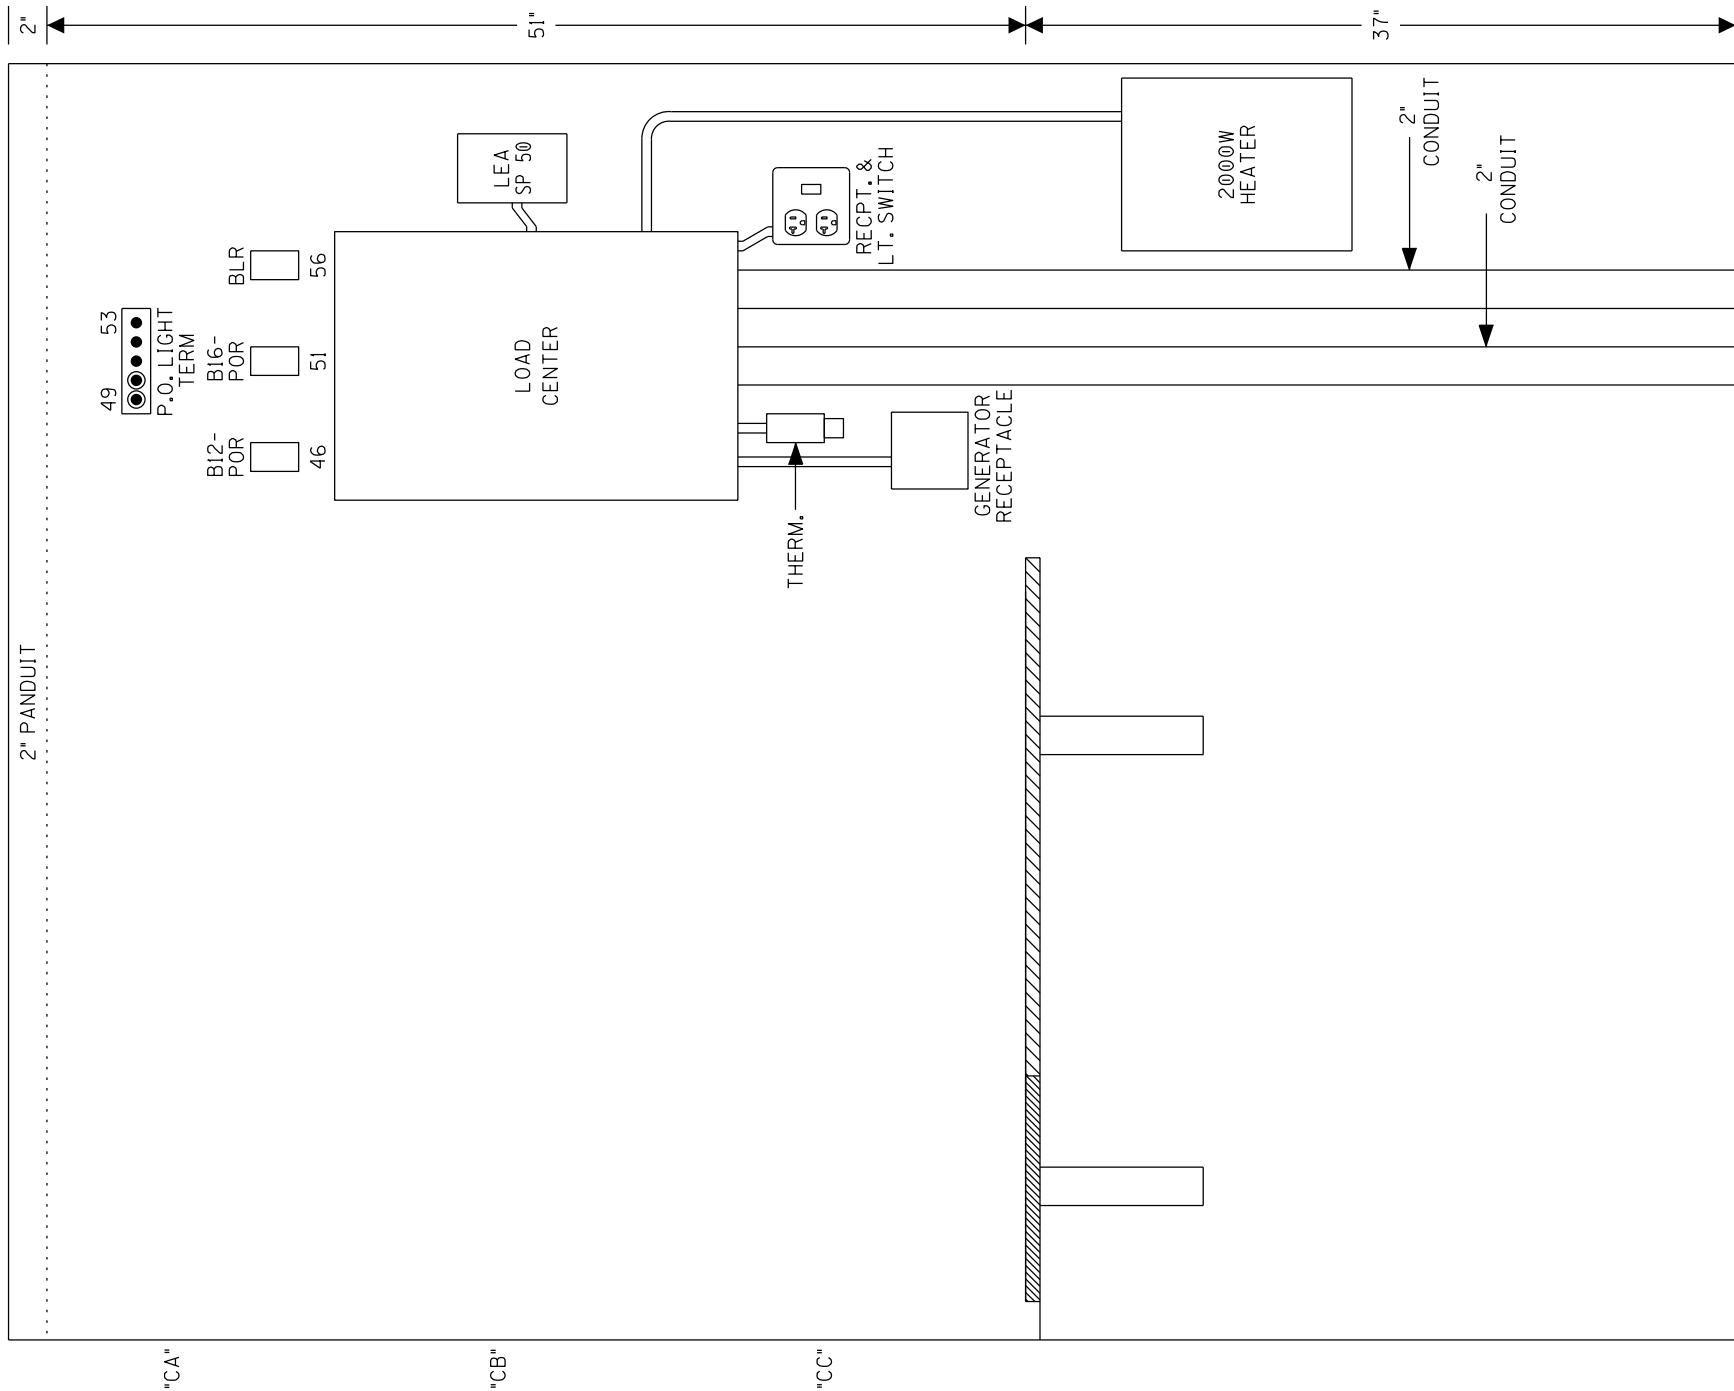 2"
51"
37"
2" PANDUIT
49
53
P.O. LIGHT
TERM
B12-
POR
46
B16-
POR
51
BLR
56
LEA
SP 50
LOAD
CENTER
RECPT. &
LT. SWITCH
THERM.
GENERATOR
RECEPTACLE
2000W
HEATER
2"
CONDUIT
2"
CONDUIT
"CA"
"CB"
"CC"